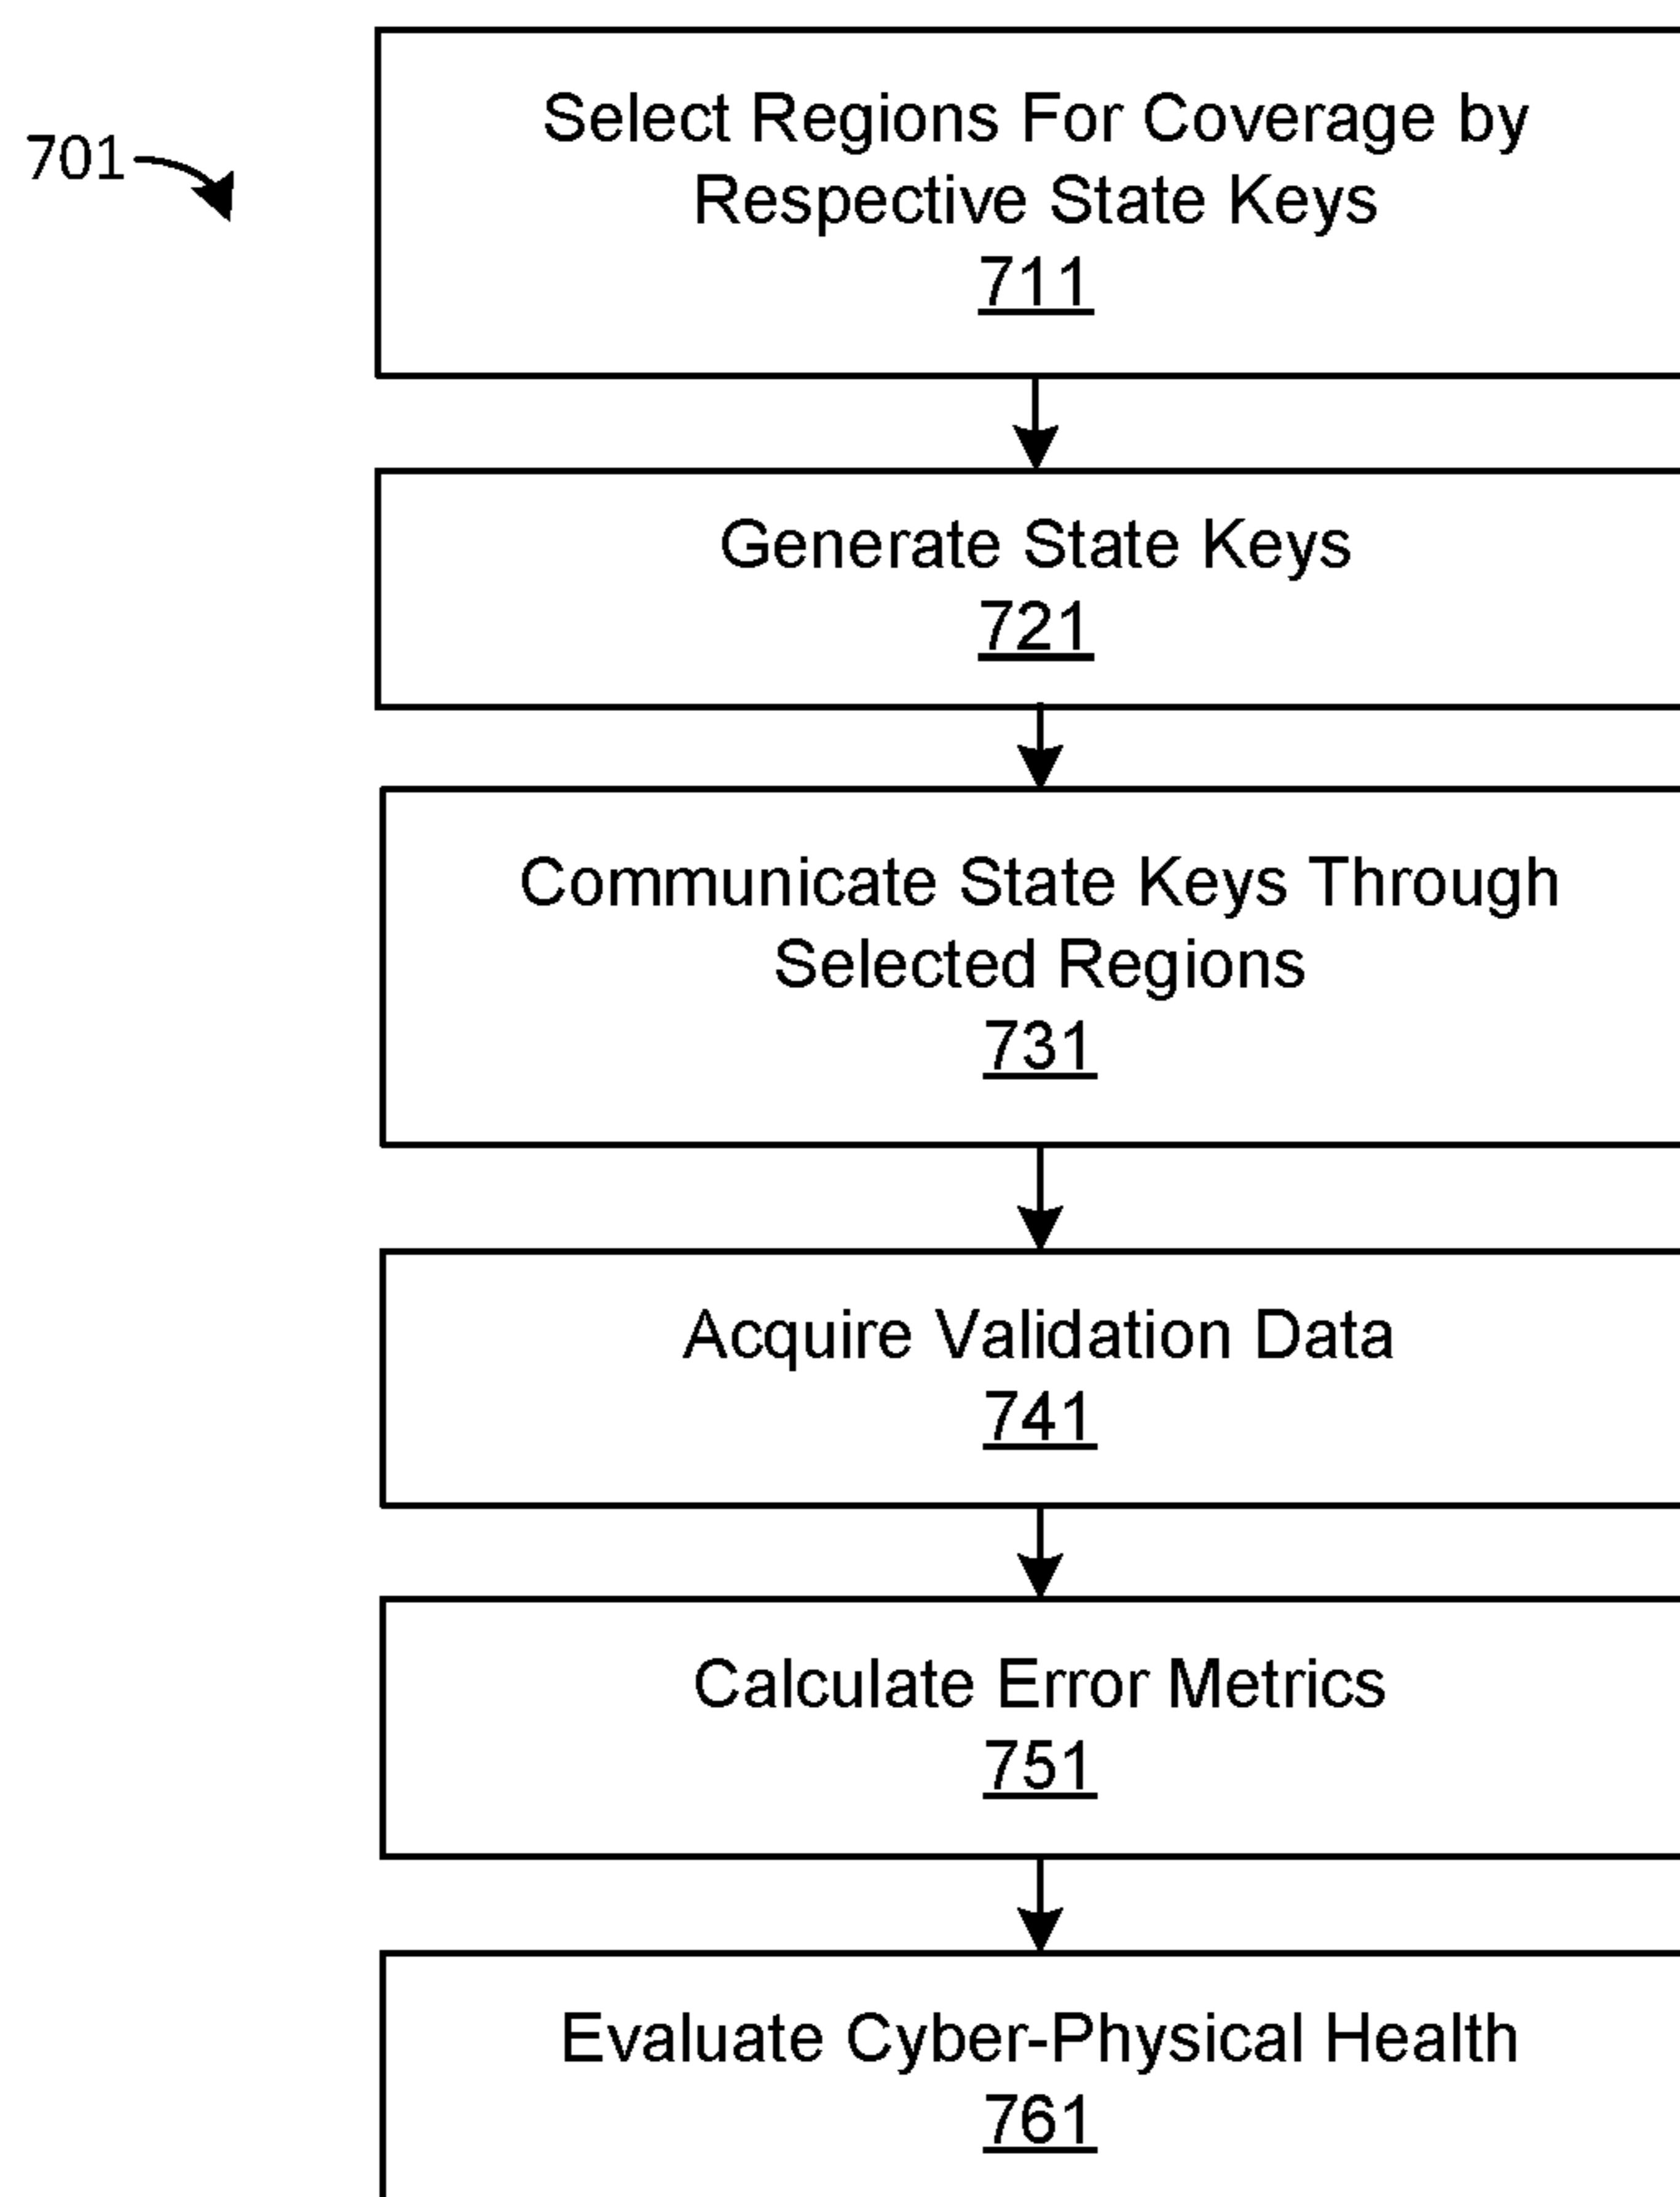 701
Select Regions For Coverage by
Respective State Keys
711
Generate State Keys
721
Communicate State Keys Through
Selected Regions
731
Acquire Validation Data
741
Calculate Error Metrics
751
Evaluate Cyber-Physical Health
761